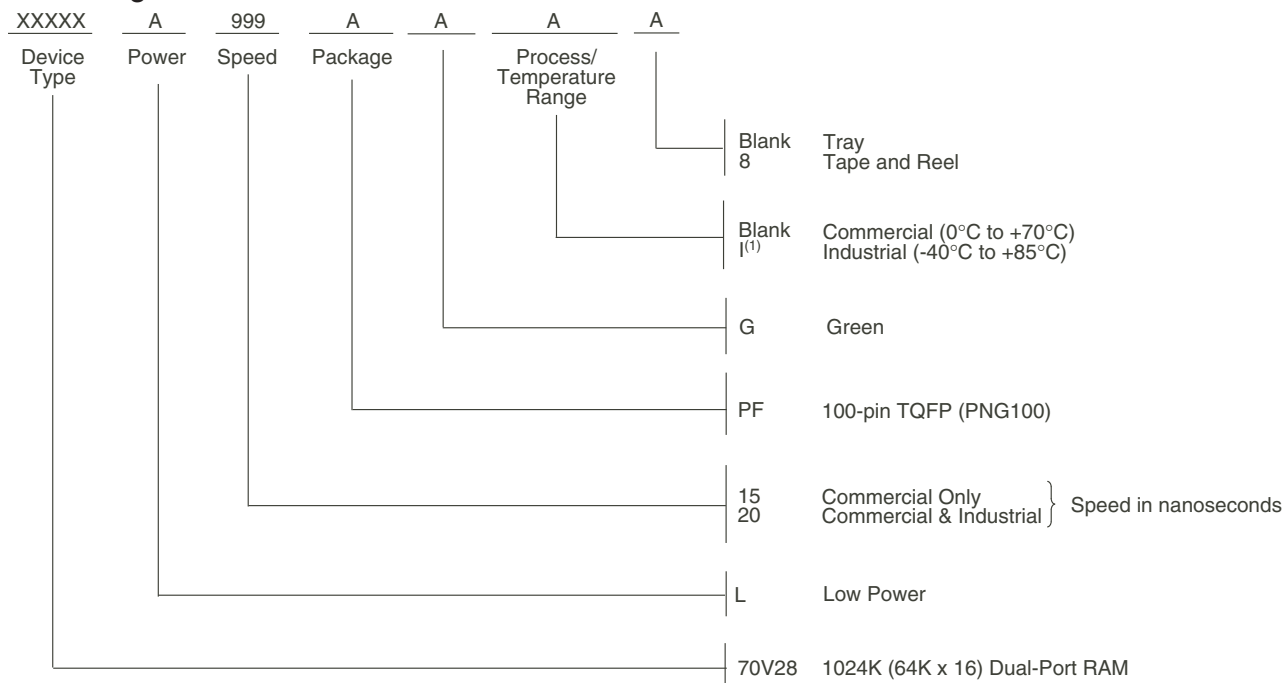 XXXXX A 999 A A A A
Device Type Power Speed Package Process/ Temperature Range
Blank Tray
8 Tape and Reel
Blank Commercial (0°C to +70°C)
I(1) Industrial (-40°C to +85°C)
G Green
PF 100-pin TQFP (PNG100)
15 Commercial Only
20 Commercial & Industrial
Speed in nanoseconds
L Low Power
70V28 1024K (64K x 16) Dual-Port RAM